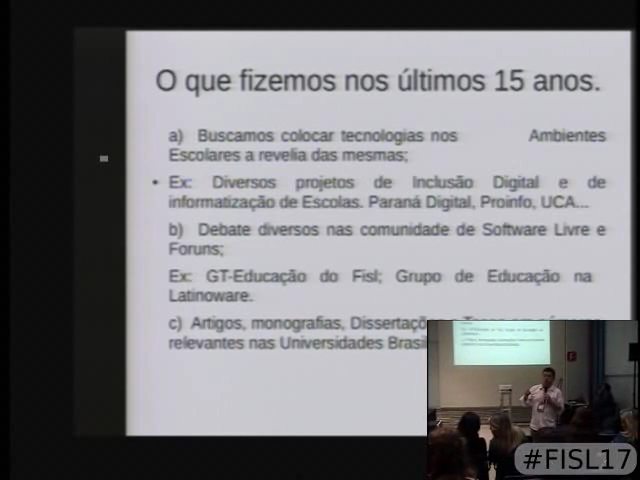 O que fizemos nos últimos 15 anos.
a) Buscamos colocar tecnologias nos Ambientes
Escolares a revelia das mesmas;
• Ex: Diversos projetos de Inclusão Digital e de
informatização de Escolas. Paraná Digital, Proinfo, UCA...
b) Debate diversos nas comunidade de Software Livre e
Foruns;
Ex: GT-Educação do Fisl; Grupo de Educação na
Latinoware.
c) Artigos, monografias,
relevantes nas Universidades
#FISL17